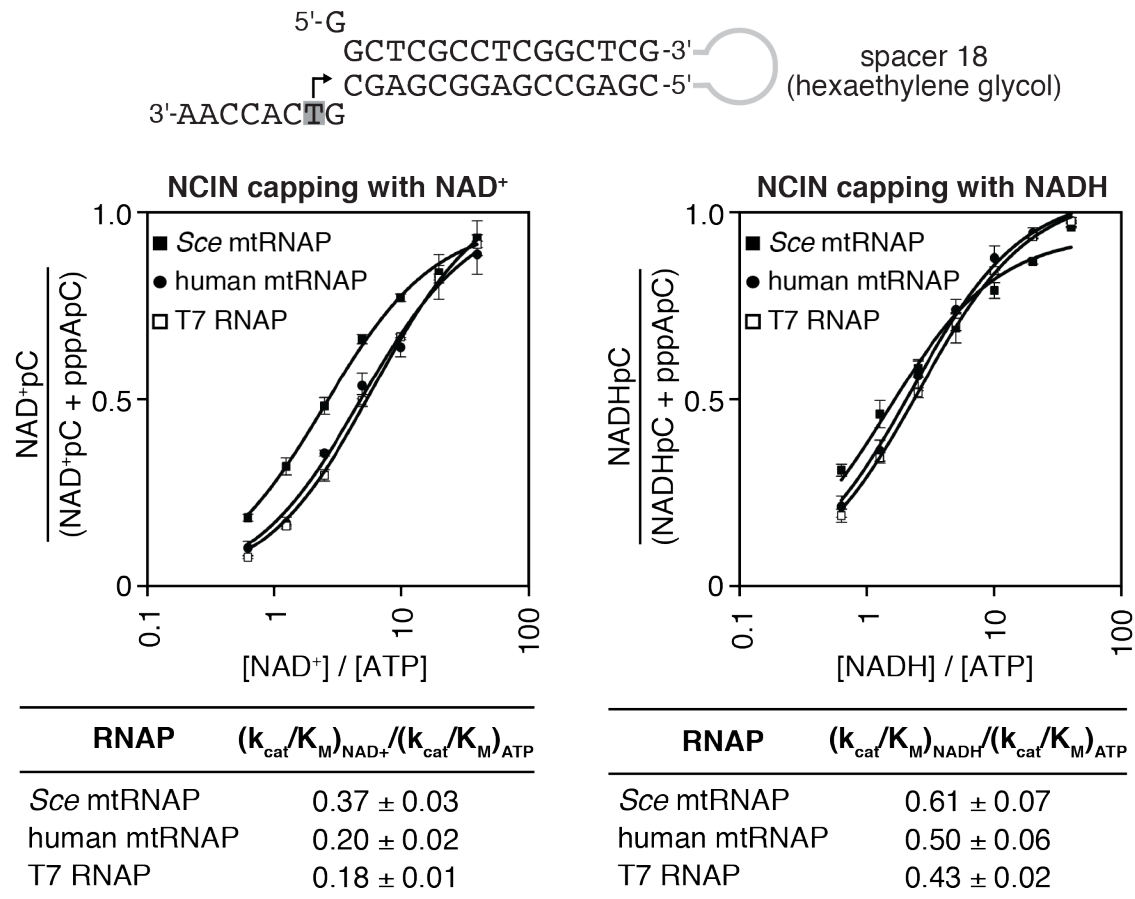 5'-G
GCTCGCCTCGGCTCG-3'
CGAGCGGAGCCGAGC-5'
3'-AACCACTG
spacer 18
(hexaethylene glycol)
NCIN capping with NAD⁺
1.0
0.5
0
NAD⁺pC
(NAD⁺pC + pppApC)
Sce mtRNAP
human mtRNAP
T7 RNAP
0.1
1
10
100
[NAD⁺] / [ATP]
NCIN capping with NADH
1.0
0.5
0
NADHpC
(NADHpC + pppApC)
Sce mtRNAP
human mtRNAP
T7 RNAP
0.1
1
10
100
[NADH] / [ATP]
RNAP (kcat/KM)NAD+/(kcat/KM)ATP
Sce mtRNAP 0.37 ± 0.03
human mtRNAP 0.20 ± 0.02
T7 RNAP 0.18 ± 0.01
RNAP (kcat/KM)NADH/(kcat/KM)ATP
Sce mtRNAP 0.61 ± 0.07
human mtRNAP 0.50 ± 0.06
T7 RNAP 0.43 ± 0.02